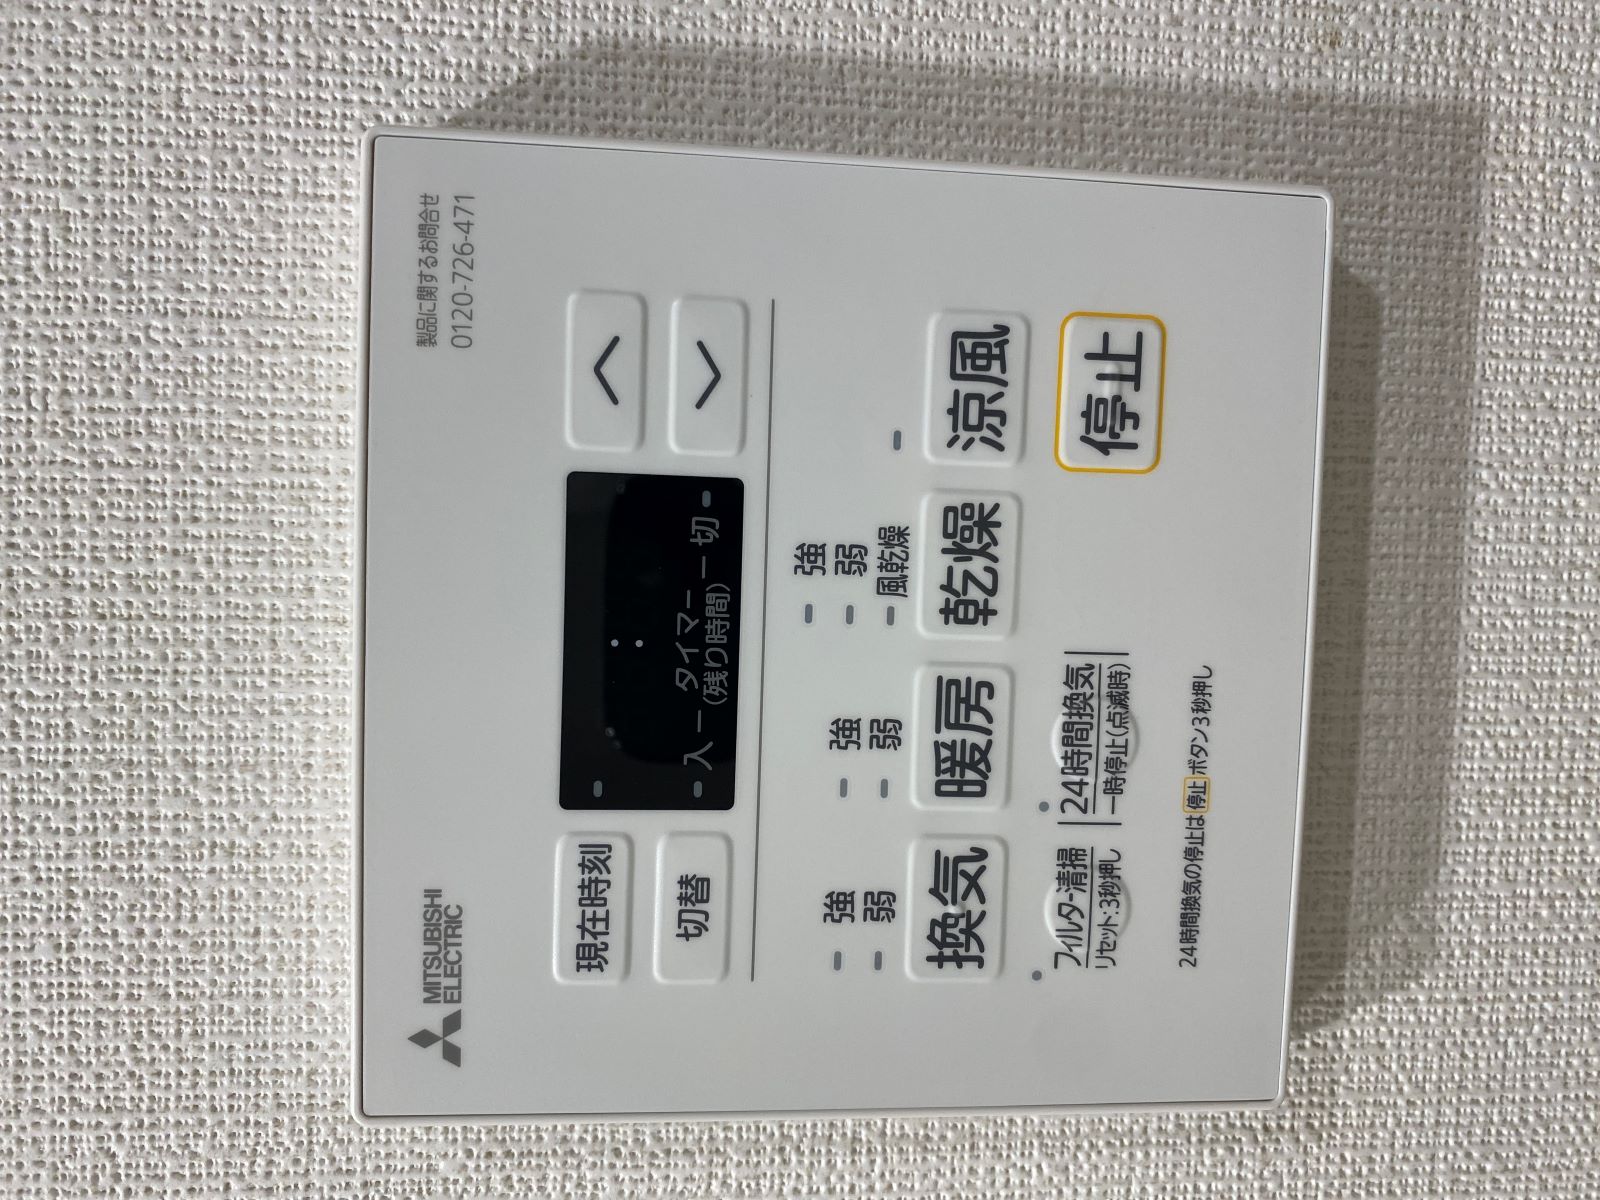 MITSUBISHI
ELECTRIC
製品に関するお問合せ
0120-726-471
現在時刻
切替
:
入 ー タイマー ー 切
(残り時間)
強
弱
強
弱
強
弱
風乾燥
換気
暖房
乾燥
涼風
フィルター清掃
リセット:3秒押し
24時間換気
一時停止(点滅時)
停止
24時間換気の停止は 停止 ボタン3秒押し